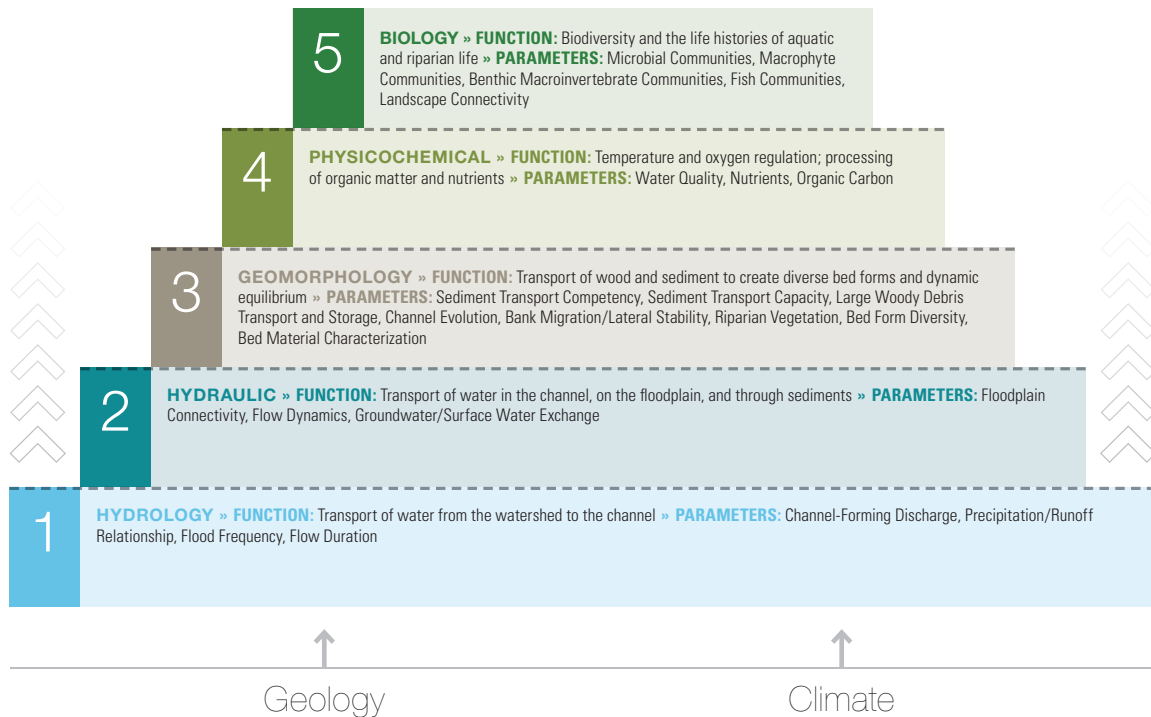 5
BIOLOGY » FUNCTION: Biodiversity and the life histories of aquatic
and riparian life » PARAMETERS: Microbial Communities, Macrophyte
Communities, Benthic Macroinvertebrate Communities, Fish Communities,
Landscape Connectivity
4
PHYSICOCHEMICAL » FUNCTION: Temperature and oxygen regulation; processing
of organic matter and nutrients » PARAMETERS: Water Quality, Nutrients, Organic Carbon
3
GEOMORPHOLOGY » FUNCTION: Transport of wood and sediment to create diverse bed forms and dynamic
equilibrium » PARAMETERS: Sediment Transport Competency, Sediment Transport Capacity, Large Woody Debris
Transport and Storage, Channel Evolution, Bank Migration/Lateral Stability, Riparian Vegetation, Bed Form Diversity,
Bed Material Characterization
2
HYDRAULIC » FUNCTION: Transport of water in the channel, on the floodplain, and through sediments » PARAMETERS: Floodplain
Connectivity, Flow Dynamics, Groundwater/Surface Water Exchange
1
HYDROLOGY » FUNCTION: Transport of water from the watershed to the channel » PARAMETERS: Channel-Forming Discharge, Precipitation/Runoff
Relationship, Flood Frequency, Flow Duration
Geology
Climate